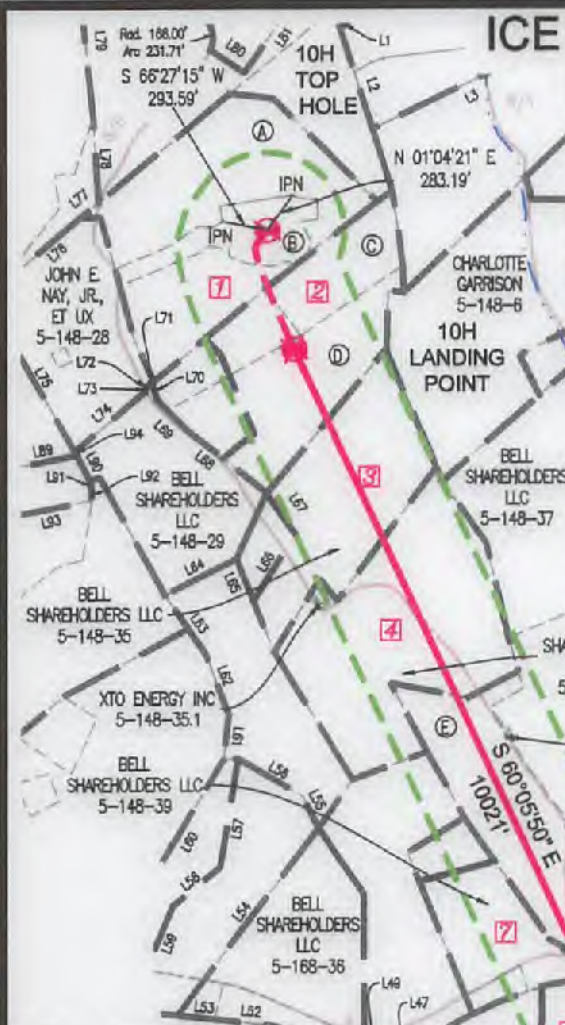 ICE
L79
Rad. 168.00'
Arc 231.71'
L80
L81
S 66°27'15" W
293.59'
10H
TOP
HOLE
L1
L2
L3
N 01°04'21" E
283.19'
L78
A
IPN
L77
IPN
B
C
L76
JOHN E.
NAY, JR.,
ET UX
5-148-28
1
2
CHARLOTTE
GARRISON
5-148-6
L71
10H
LANDING
POINT
D
L72
L73
L70
L75
L74
L69
L94
L89
L90
L68
L91
L92
BELL
SHAREHOLDERS
LLC
5-148-29
3
BELL
SHAREHOLDERS
LLC
5-148-37
L93
L67
L66
L64
L65
BELL
SHAREHOLDERS LLC
5-148-35
L63
4
SHA
5
L62
XTO ENERGY INC
5-148-35.1
E
L61
S 60°05'50" E
10021'
BELL
SHAREHOLDERS LLC
5-148-39
L56
L55
L60
L57
L58
L54
L59
BELL
SHAREHOLDERS
LLC
5-168-36
7
L49
L53
L52
L47